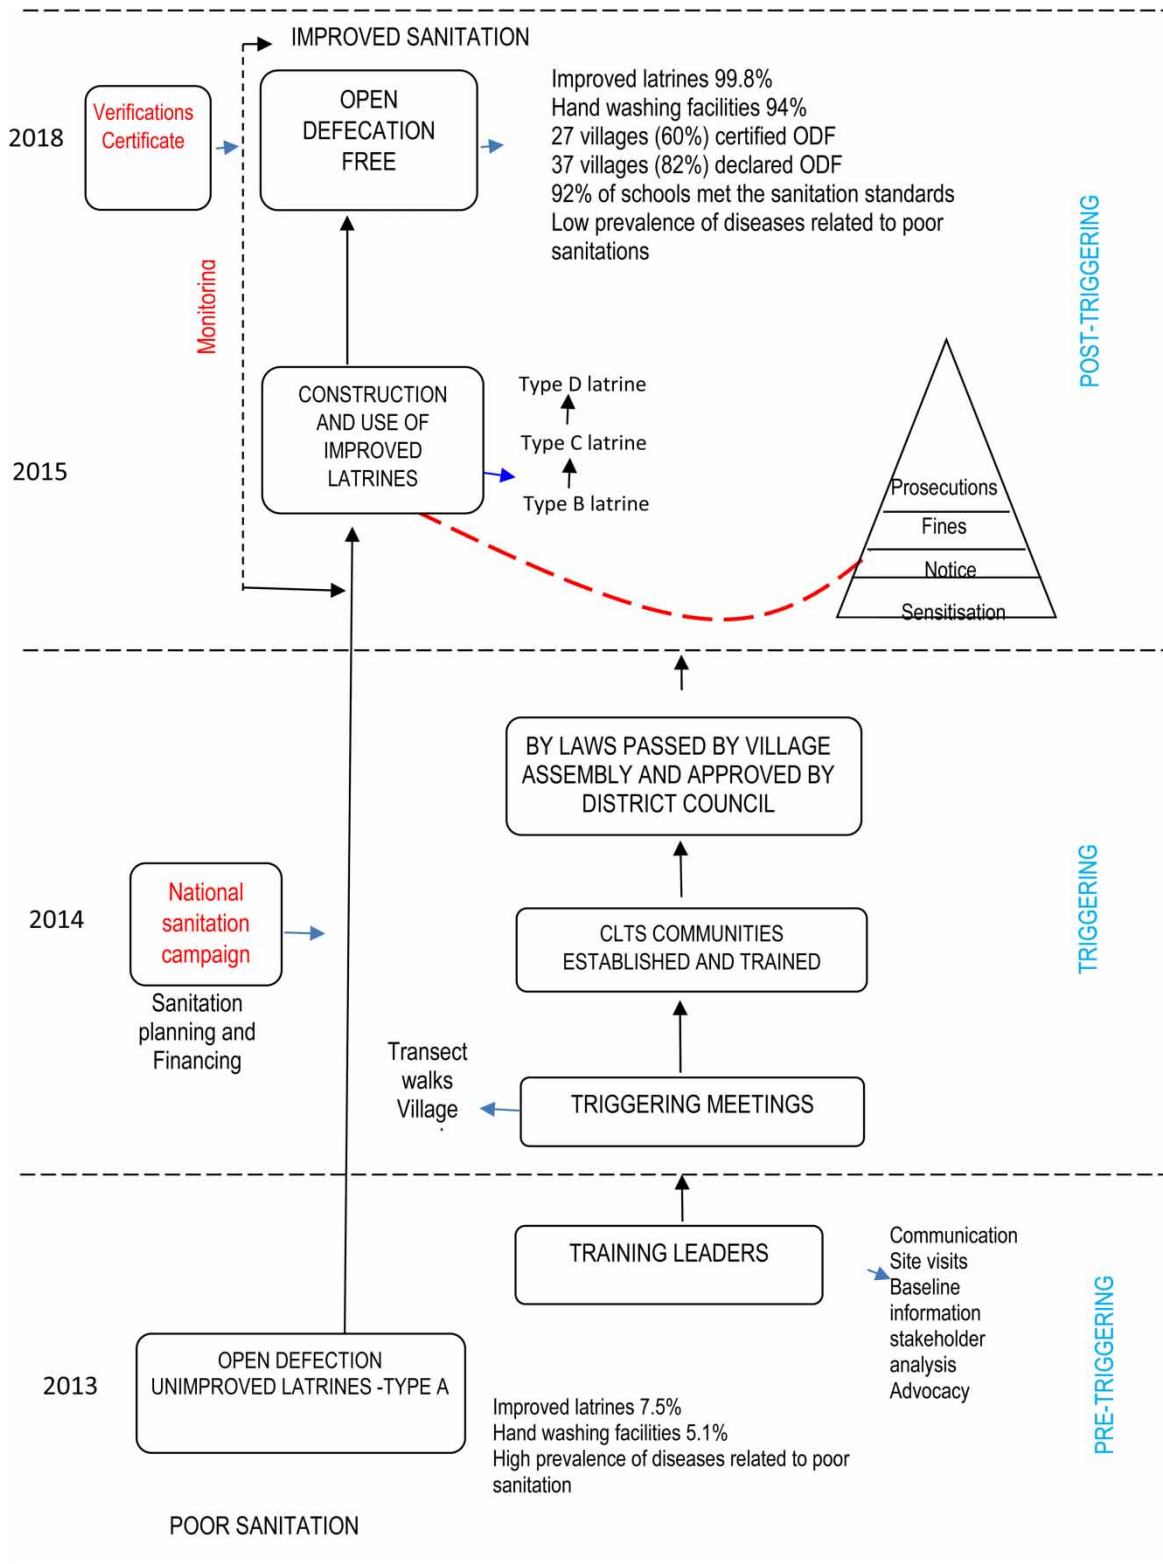 IMPROVED SANITATION
2018
Verifications
Certificate
OPEN
DEFECATION
FREE
Improved latrines 99.8%
Hand washing facilities 94%
27 villages (60%) certified ODF
37 villages (82%) declared ODF
92% of schools met the sanitation standards
Low prevalence of diseases related to poor
sanitations
POST-TRIGGERING
Monitoring
2015
CONSTRUCTION
AND USE OF
IMPROVED
LATRINES
Type D latrine
Type C latrine
Type B latrine
Prosecutions
Fines
Notice
Sensitisation
BY LAWS PASSED BY VILLAGE
ASSEMBLY AND APPROVED BY
DISTRICT COUNCIL
TRIGGERING
2014
National
sanitation
campaign
Sanitation
planning and
Financing
CLTS COMMUNITIES
ESTABLISHED AND TRAINED
Transect
walks
Village
TRIGGERING MEETINGS
TRAINING LEADERS
Communication
Site visits
Baseline
information
stakeholder
analysis
Advocacy
PRE-TRIGGERING
2013
OPEN DEFECTION
UNIMPROVED LATRINES -TYPE A
Improved latrines 7.5%
Hand washing facilities 5.1%
High prevalence of diseases related to poor
sanitation
POOR SANITATION